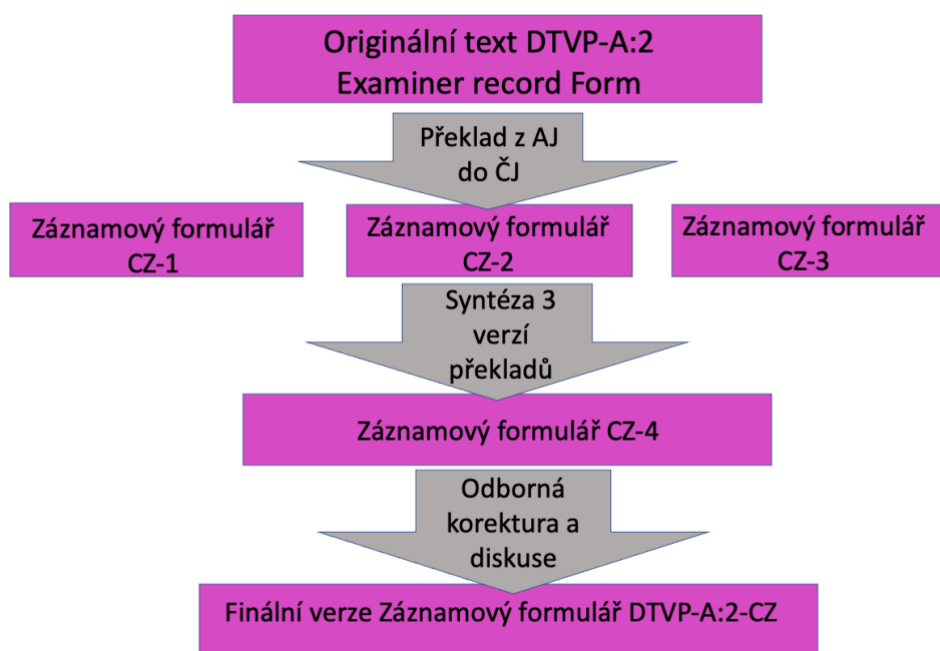 Originální text DTVP-A:2
Examiner record Form
Překlad z AJ
do ČJ
Záznamový formulář
CZ-1
Záznamový formulář
CZ-2
Záznamový formulář
CZ-3
Syntéza 3
verzí
překladů
Záznamový formulář CZ-4
Odborná
korektura a
diskuse
Finální verze Záznamový formulář DTVP-A:2-CZ